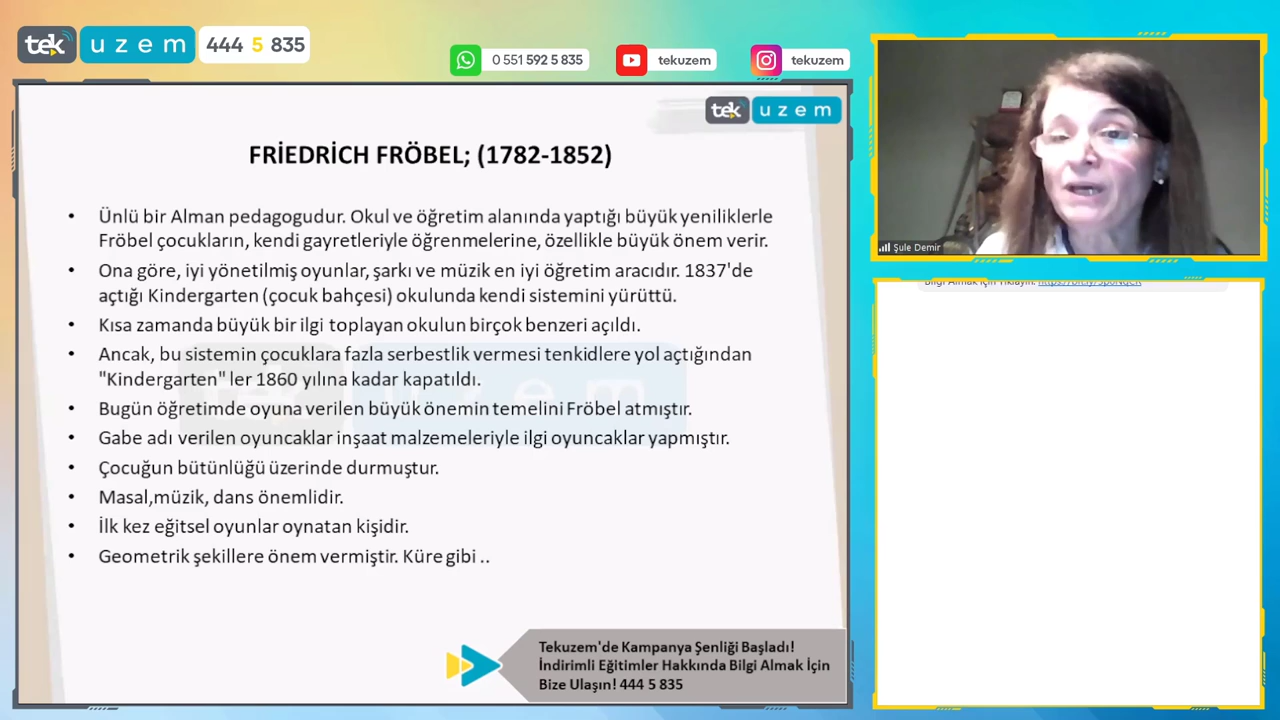 tek uzem 444 5 835
0 551 592 5 835
tekuzem
tekuzem
tek uzem
FRİEDRİCH FRÖBEL; (1782-1852)
• Ünlü bir Alman pedagogudur. Okul ve öğretim alanında yaptığı büyük yeniliklerle
Fröbel çocukların, kendi gayretleriyle öğrenmelerine, özellikle büyük önem verir.
• Ona göre, iyi yönetilmiş oyunlar, şarkı ve müzik en iyi öğretim aracıdır. 1837'de
açtığı Kindergarten (çocuk bahçesi) okulunda kendi sistemini yürüttü.
• Kısa zamanda büyük bir ilgi toplayan okulun birçok benzeri açıldı.
• Ancak, bu sistemin çocuklara fazla serbestlik vermesi tenkidlere yol açtığından
"Kindergarten" ler 1860 yılına kadar kapatıldı.
• Bugün öğretimde oyuna verilen büyük önemin temelini Fröbel atmıştır.
• Gabe adı verilen oyuncaklar inşaat malzemeleriyle ilgi oyuncaklar yapmıştır.
• Çocuğun bütünlüğü üzerinde durmuştur.
• Masal,müzik, dans önemlidir.
• İlk kez eğitsel oyunlar oynatan kişidir.
• Geometrik şekillere önem vermiştir. Küre gibi ..
Tekuzem'de Kampanya Şenliği Başladı!
İndirimli Eğitimler Hakkında Bilgi Almak İçin
Bize Ulaşın! 444 5 835
Şule Demir
Bilgi Almak İçin Tıklayın: